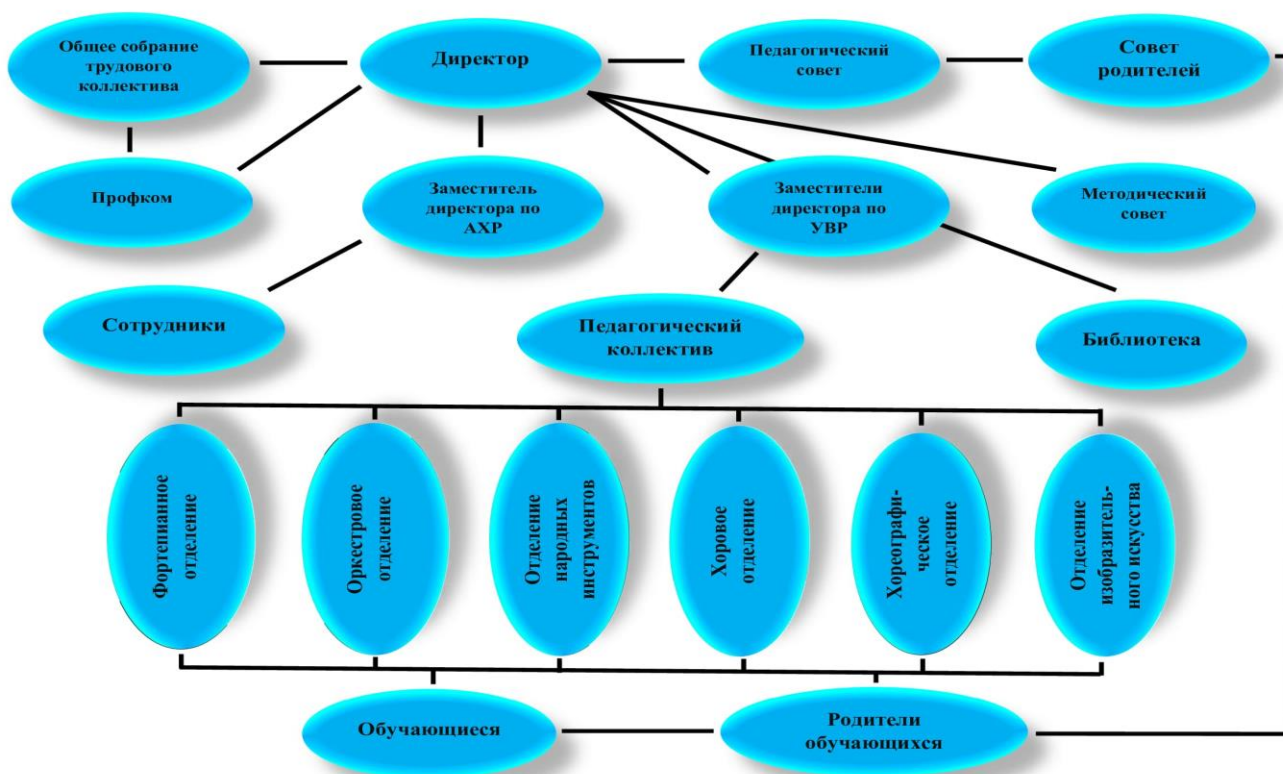 Общее собрание
трудового
коллектива
Директор
Педагогический
совет
Совет
родителей
Профком
Заместитель
директора по
АХР
Заместители
директора по
УВР
Методический
совет
Сотрудники
Педагогический
коллектив
Библиотека
Фортепианное
отделение
Оркестровое
отделение
Отделение
народных
инструментов
Хоровое
отделение
Хореографи-
ческое
отделение
Отделение
изобразитель-
ного искусства
Обучающиеся
Родители
обучающихся